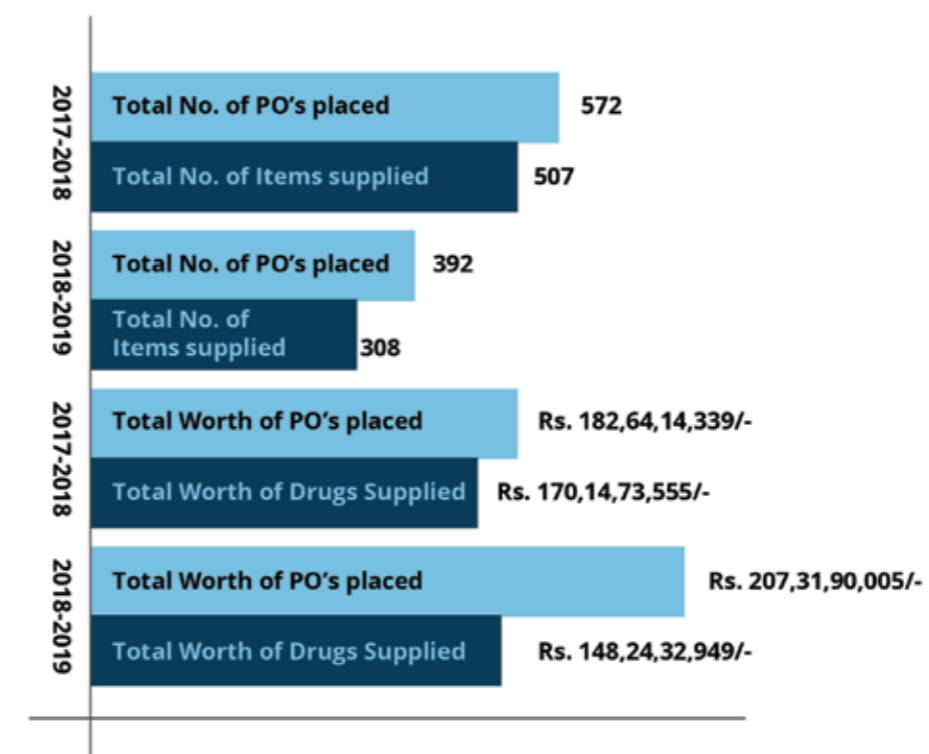 2017-2018
Total No. of PO’s placed
572
Total No. of Items supplied
507
2018-2019
Total No. of PO’s placed
392
Total No. of
Items supplied
308
2017-2018
Total Worth of PO’s placed
Rs. 182,64,14,339/-
Total Worth of Drugs Supplied
Rs. 170,14,73,555/-
2018-2019
Total Worth of PO’s placed
Rs. 207,31,90,005/-
Total Worth of Drugs Supplied
Rs. 148,24,32,949/-